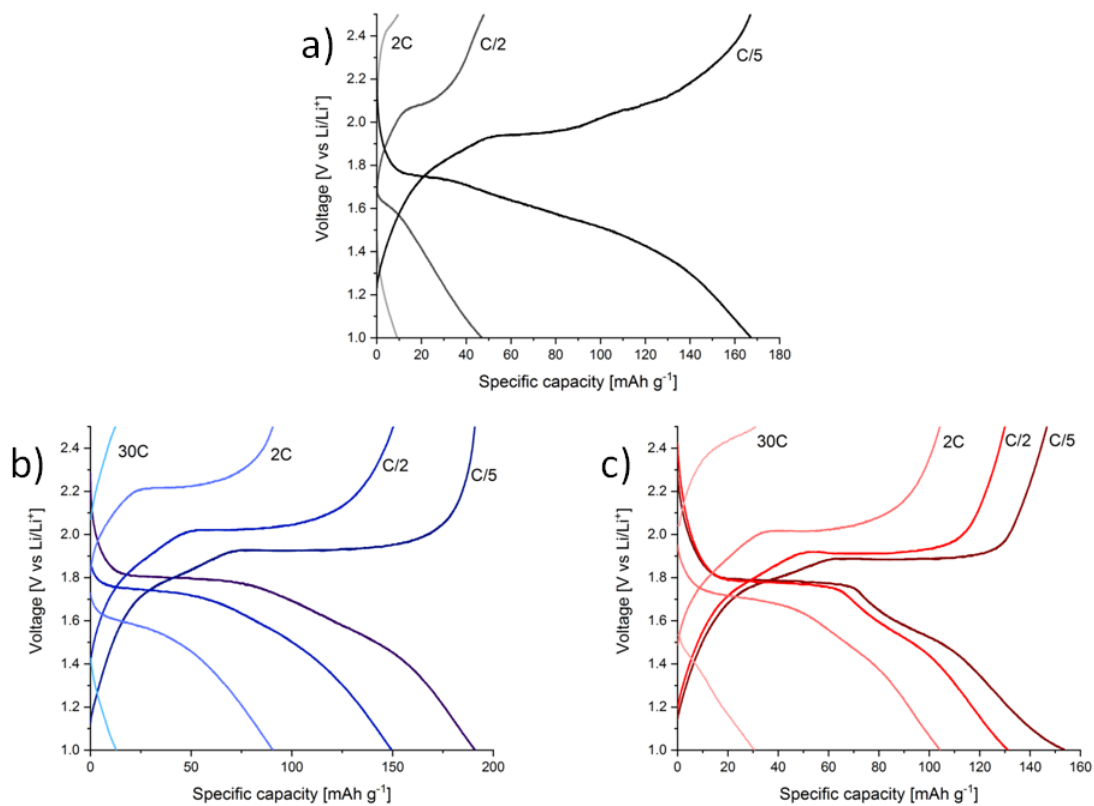 a)
2C
C/2
C/5
2.4
2.2
2.0
1.8
1.6
1.4
1.2
1.0
Voltage [V vs Li/Li⁺]
0 20 40 60 80 100 120 140 160 180
Specific capacity [mAh g⁻¹]
b)
30C
2C
C/2
C/5
2.4
2.2
2.0
1.8
1.6
1.4
1.2
1.0
Voltage [V vs Li/Li⁺]
0 50 100 150 200
Specific capacity [mAh g⁻¹]
c)
30C
2C
C/2
C/5
2.4
2.2
2.0
1.8
1.6
1.4
1.2
1.0
Voltage [V vs Li/Li⁺]
0 20 40 60 80 100 120 140 160
Specific capacity [mAh g⁻¹]